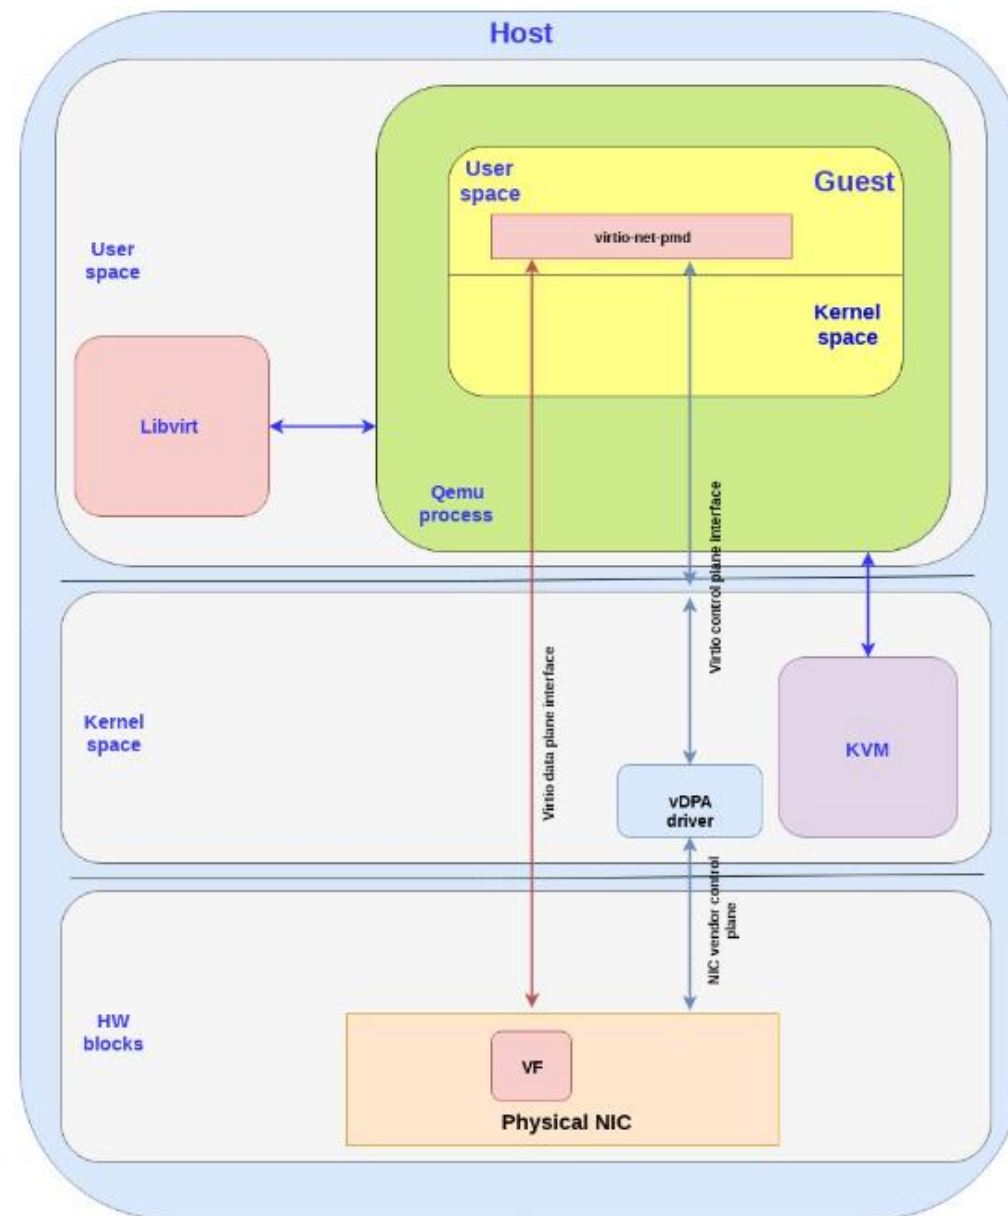 Host
User
space
Guest
virtio-net-pmd
User
space
Kernel
space
Libvirt
Qemu
process
Virtio control plane interface
Virtio data plane interface
Kernel
space
KVM
vDPA
driver
NIC vendor control
plane
HW
blocks
VF
Physical NIC